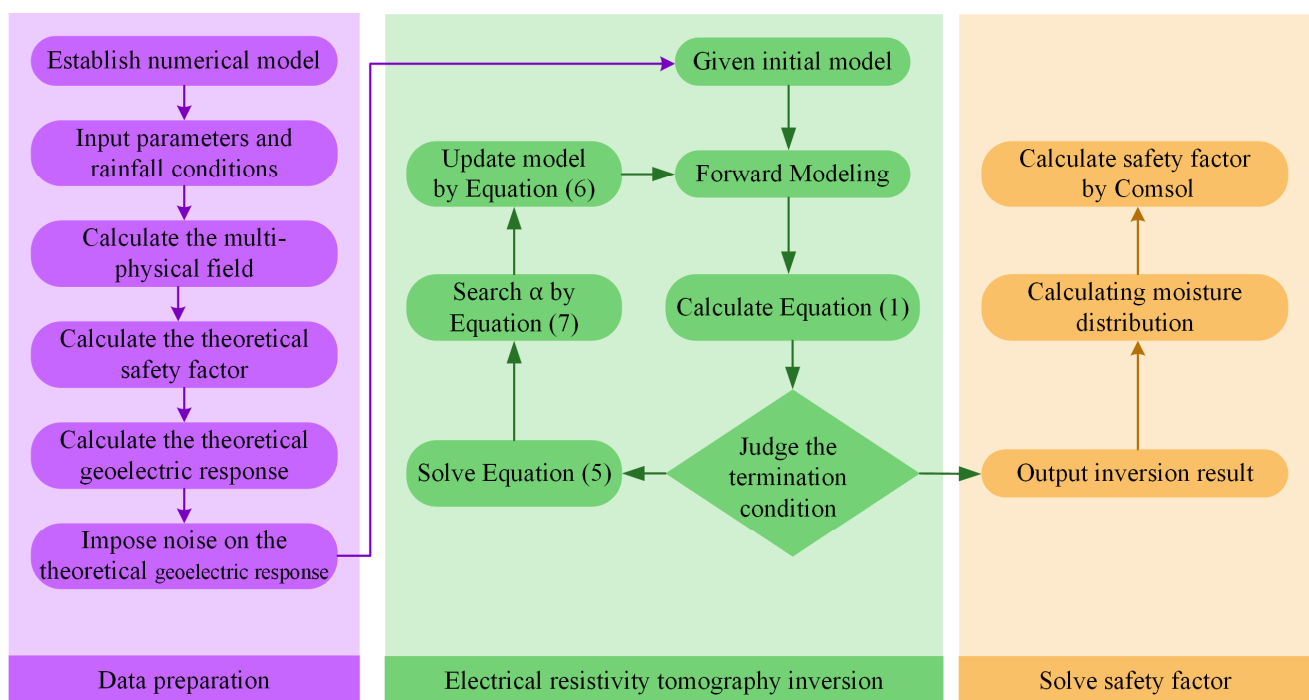 Establish numerical model
Input parameters and
rainfall conditions
Calculate the multi-
physical field
Calculate the theoretical
safety factor
Calculate the theoretical
geoelectric response
Impose noise on the
theoretical geoelectric response
Data preparation
Given initial model
Update model
by Equation (6)
Forward Modeling
Search α by
Equation (7)
Calculate Equation (1)
Solve Equation (5)
Judge the
termination
condition
Electrical resistivity tomography inversion
Calculate safety factor
by Comsol
Calculating moisture
distribution
Output inversion result
Solve safety factor